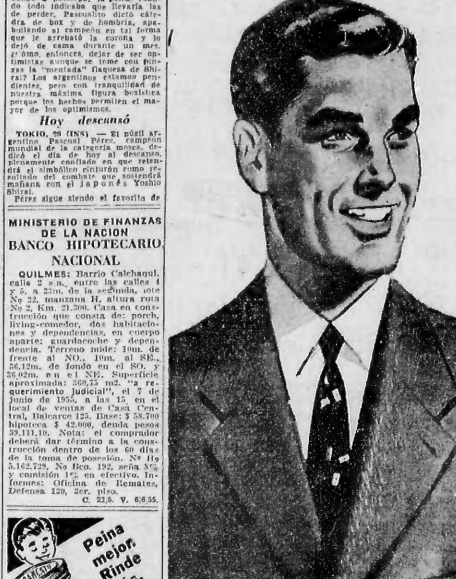 do todo indicaba que llevaría las
de perder. Pascualito dictó cáte-
dra de box y de hombría, apa-
bullando al campeón en tal forma
que le arrebató la corona y lo
dejó de cama durante un mes.
¿Cómo, entonces, dejar de ser op-
timistas aunque se tome con pin-
zas la "mentada" flaqueza de Shi-
rai? Los argentinos estamos pen-
dientes, pero con tranquilidad de
nuestra máxima figura boxística
porque los hechos permiten el ma-
yor de los optimismos.
Hoy descansó
TOKIO, 29 (INS) — El púgil ar-
gentino Pascual Pérez, campeón
mundial de la categoría mosca, de-
dicó el día de hoy al descanso,
plenamente confiado en que reten-
drá el simbólico cinturón como re-
sultado del combate que sostendrá
mañana con el japonés Yoshio
Shirai.
Pérez sigue siendo el favorito de
MINISTERIO DE FINANZAS
DE LA NACION
BANCO HIPOTECARIO
NACIONAL
QUILMES: Barrio Calchaquí,
calle 2 s/n., entre las calles 4
y 5, a 23m. de la segunda, lote
No 22, manzana H, altura ruta
No 2, Km. 21,300. Casa en cons-
trucción que consta de: porch,
living-comedor, dos habitacio-
nes y dependencias, en cuerpo
aparte: guardacoche y depen-
dencia. Terreno mide: 10m. de
frente al NO., 10m. al SE.,
36,12m. de fondo en el SO. y
36,02m. en el NE. Superficie
aproximada: 360,75 m2. "a re-
querimiento judicial", el 7 de
junio de 1955, a las 15 en el
local de ventas de Casa Cen-
tral, Balcarce 125. Base: $ 58.700
hipoteca $ 42.000, deuda pesos
39.111,10. Nota: el comprador
deberá dar término a la cons-
trucción dentro de los 60 días
de la toma de posesión. No Hp
5.162.729. No Bco. 192, seña 8%
y comisión 1% en efectivo. In-
formes: Oficina de Remates,
Defensa 120, 3er. piso.
C. 23,5. V. 6|6|55.
Peina
mejor.
Rinde